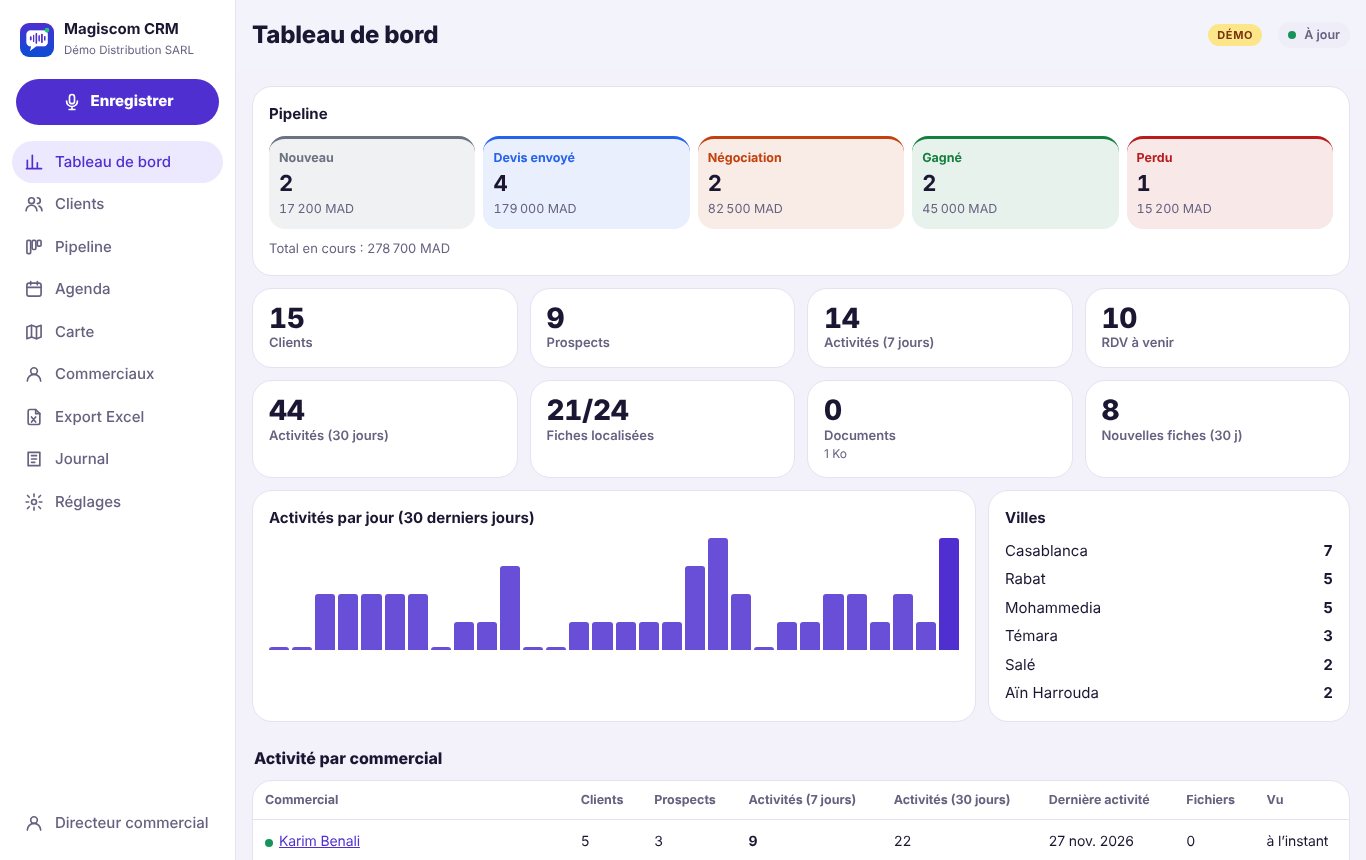 Magiscom CRM
Démo Distribution SARL
Enregistrer
Tableau de bord
Clients
Pipeline
Agenda
Carte
Commerciaux
Export Excel
Journal
Réglages
Directeur commercial
Tableau de bord
DÉMO
À jour
Pipeline
Nouveau
2
17 200 MAD
Devis envoyé
4
179 000 MAD
Négociation
2
82 500 MAD
Gagné
2
45 000 MAD
Perdu
1
15 200 MAD
Total en cours : 278 700 MAD
15
Clients
9
Prospects
14
Activités (7 jours)
10
RDV à venir
44
Activités (30 jours)
21/24
Fiches localisées
0
Documents
1 Ko
8
Nouvelles fiches (30 j)
Activités par jour (30 derniers jours)
Villes
Casablanca 7
Rabat 5
Mohammedia 5
Témara 3
Salé 2
Aïn Harrouda 2
Activité par commercial
Commercial Clients Prospects Activités (7 jours) Activités (30 jours) Dernière activité Fichiers Vu
Karim Benali 5 3 9 22 27 nov. 2026 0 à l’instant